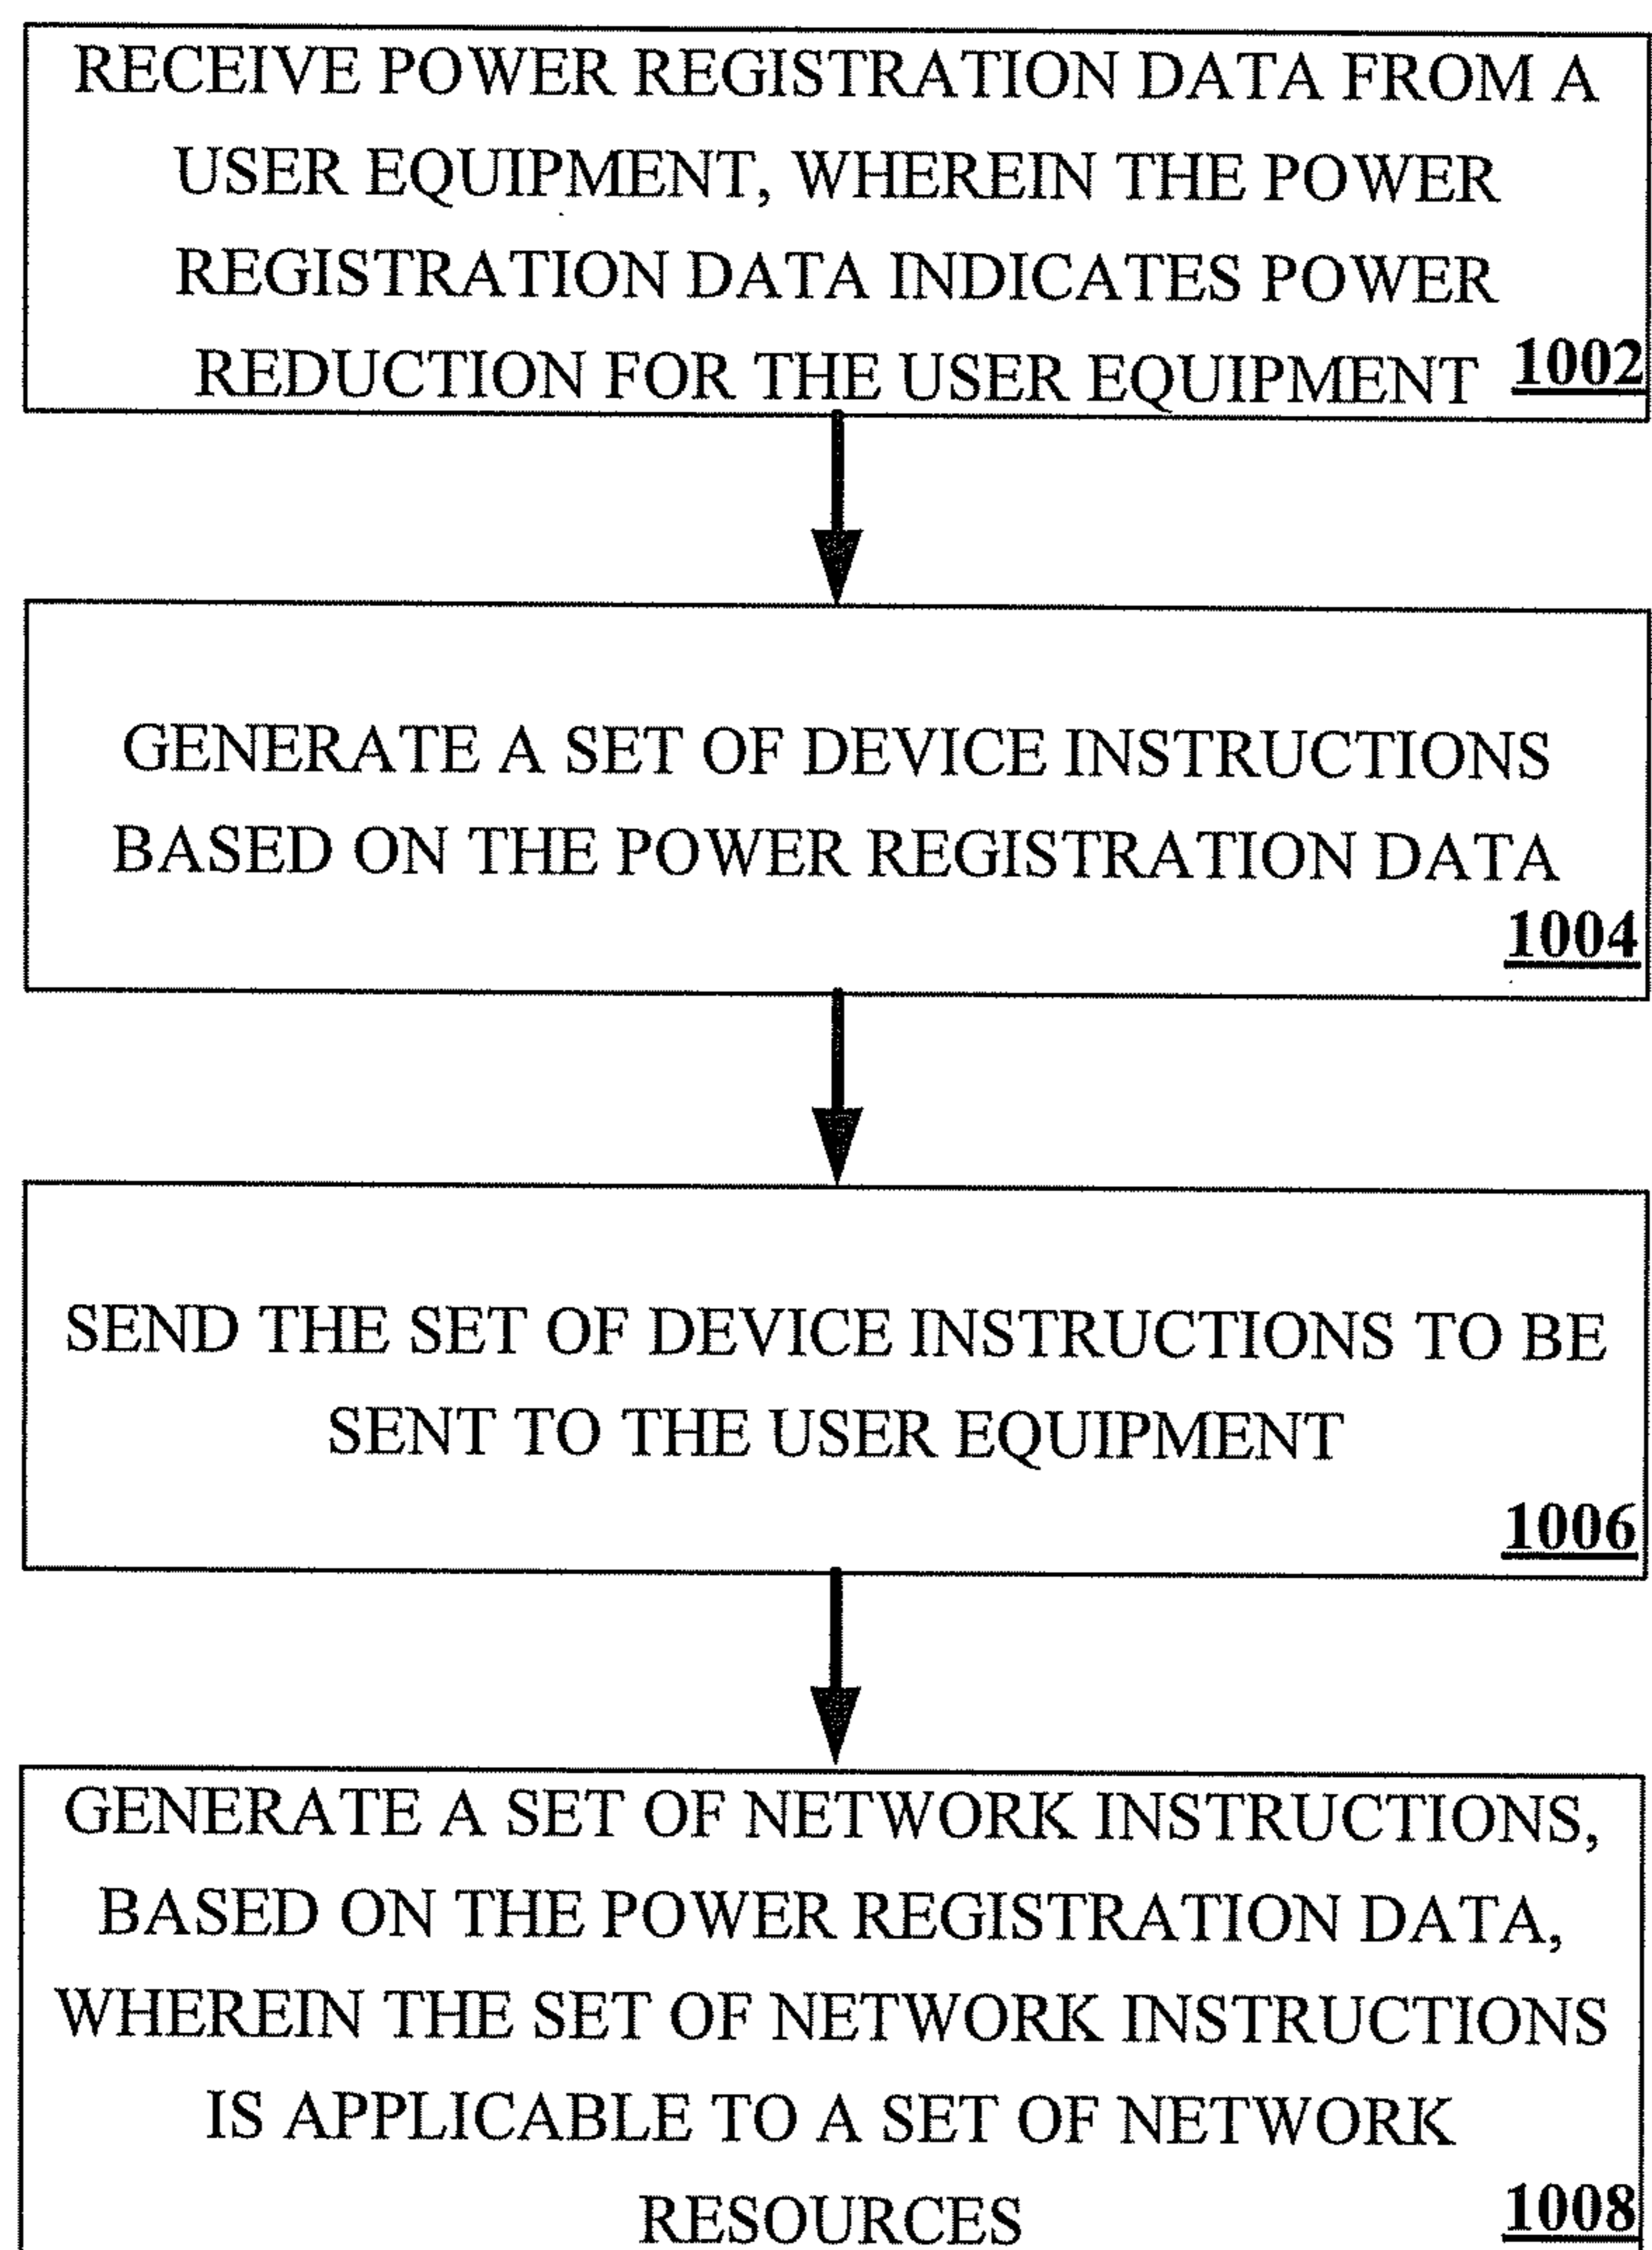 RECEIVE POWER REGISTRATION DATA FROM A
USER EQUIPMENT, WHEREIN THE POWER
REGISTRATION DATA INDICATES POWER
REDUCTION FOR THE USER EQUIPMENT 1002
GENERATE A SET OF DEVICE INSTRUCTIONS
BASED ON THE POWER REGISTRATION DATA
1004
SEND THE SET OF DEVICE INSTRUCTIONS TO BE
SENT TO THE USER EQUIPMENT
1006
GENERATE A SET OF NETWORK INSTRUCTIONS,
BASED ON THE POWER REGISTRATION DATA,
WHEREIN THE SET OF NETWORK INSTRUCTIONS
IS APPLICABLE TO A SET OF NETWORK
RESOURCES 1008